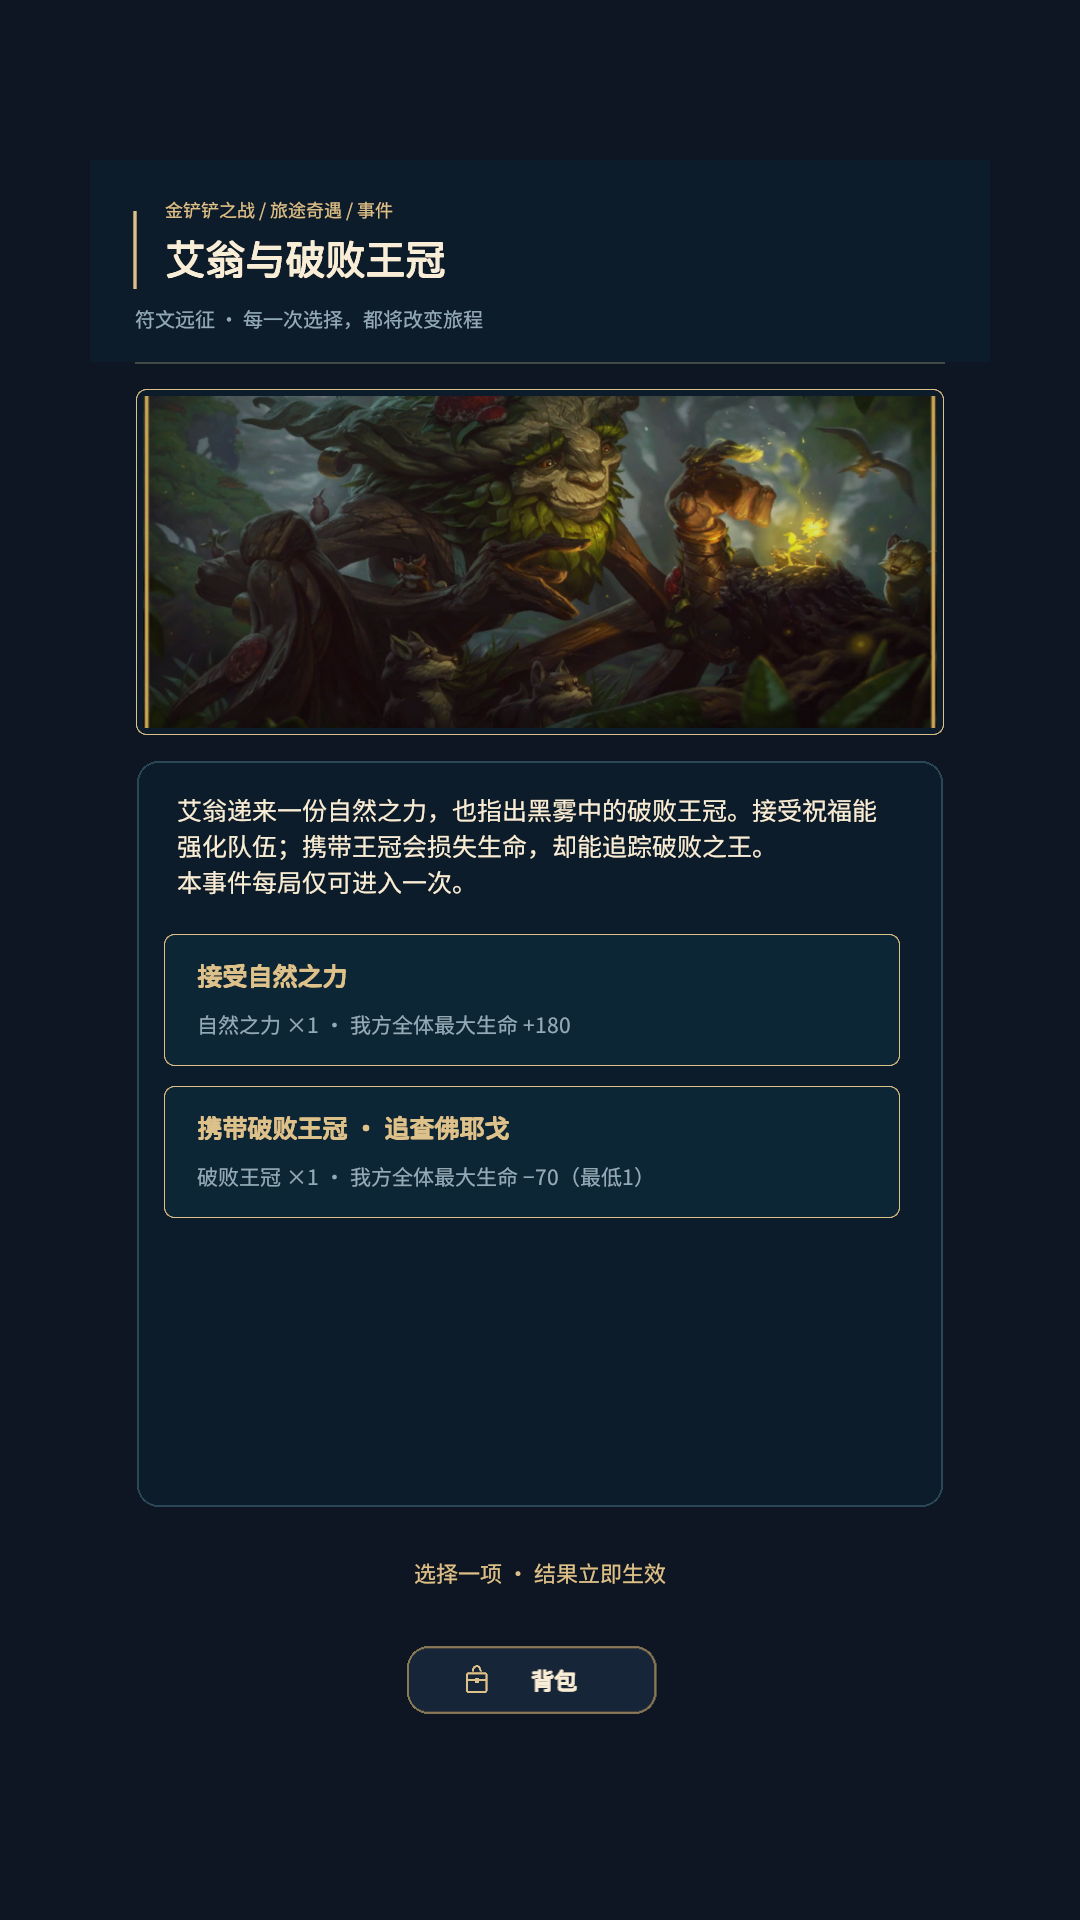 金铲铲之战 / 旅途奇遇 / 事件
艾翁与破败王冠
符文远征 · 每一次选择，都将改变旅程
艾翁递来一份自然之力，也指出黑雾中的破败王冠。接受祝福能
强化队伍；携带王冠会损失生命，却能追踪破败之王。
本事件每局仅可进入一次。
接受自然之力
自然之力 ×1 · 我方全体最大生命 +180
携带破败王冠 · 追查佛耶戈
破败王冠 ×1 · 我方全体最大生命 −70（最低1）
选择一项 · 结果立即生效
背包